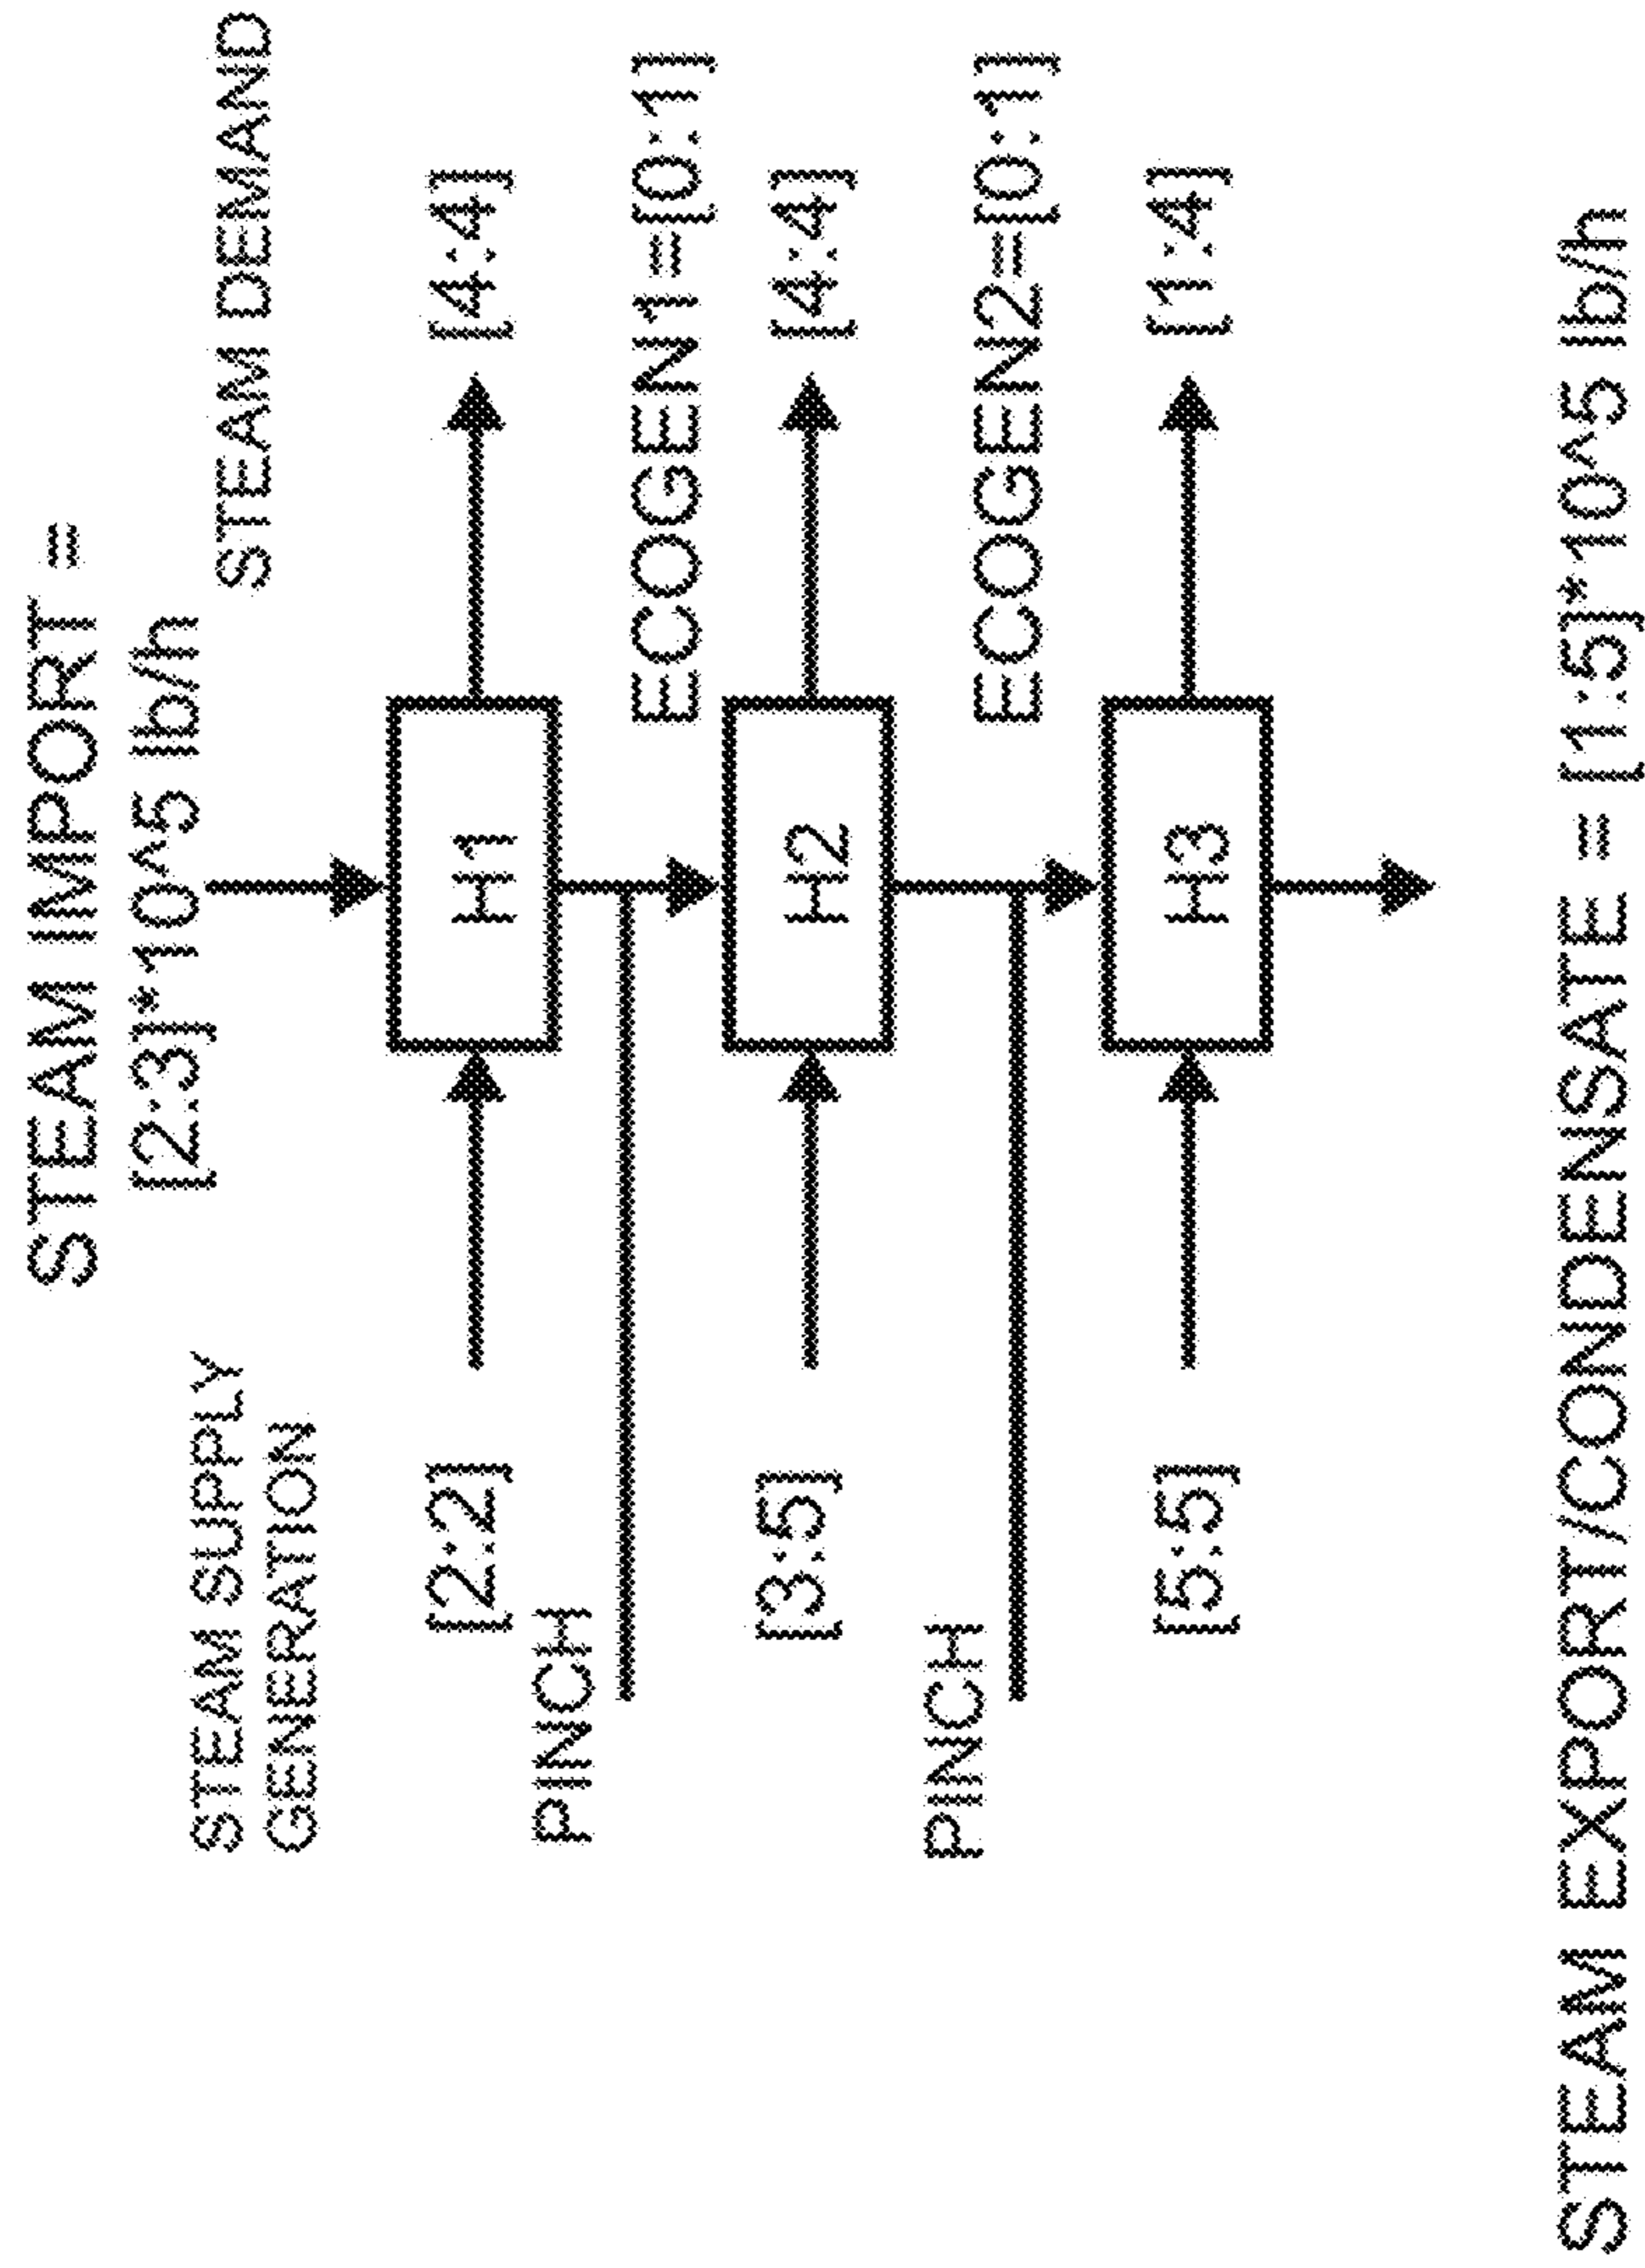 STEAM IMPORT =
[2:3]*10^5 lb/h
STEAM SUPPLY
GENERATION
STEAM DEMAND
[2:2]
H1
[4:4]
PINCH
ECOGEN1=[0:1]
[3:5]
H2
[4:4]
PINCH
ECOGEN2=[0:1]
[5:5]
H3
[1:4]
STEAM EXPORT/CONDENSATE = [1:5]*10^5 lb/h